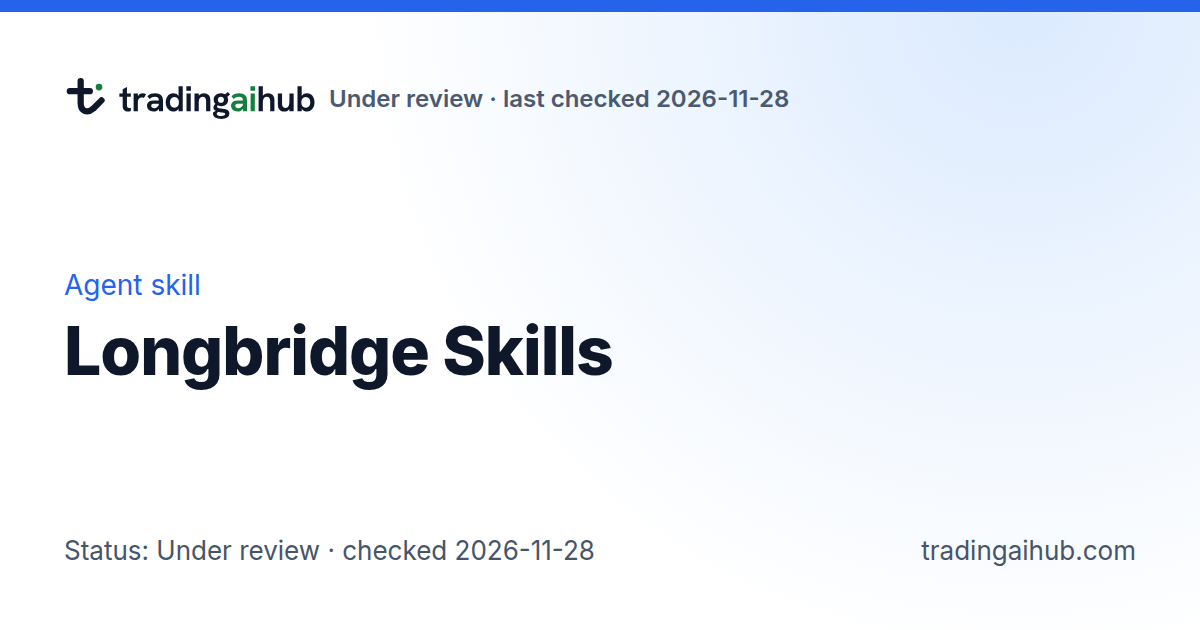 tradingaihub Under review · last checked 2026-11-28
Agent skill
Longbridge Skills
Status: Under review · checked 2026-11-28
tradingaihub.com